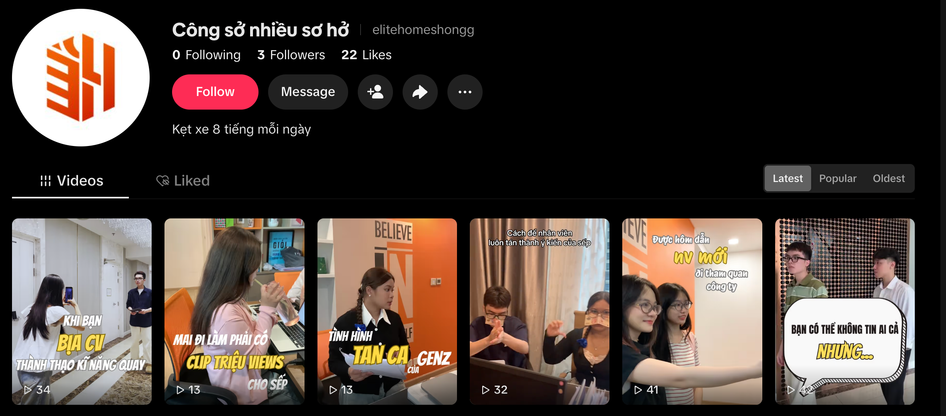 Công sở nhiều sơ hở
elitehomeshongg
0 Following 3 Followers 22 Likes
Follow
Message
Kẹt xe 8 tiếng mỗi ngày
Videos
Liked
Latest
Popular
Oldest
KHI BẠN
BỊA CV
THÀNH THẠO KĨ NĂNG QUAY
34
MAI ĐI LÀM PHẢI CÓ
CLIP TRIỆU VIEWS
CHO SẾP
13
BELIEVE
IN
TÌNH HÌNH
TAN CA
CỦA GENZ
13
Cách để nhân viên
luôn tán thành ý kiến của sếp
32
Được hôm dẫn
nv mới
đi tham quan
công ty
41
BẠN CÓ THỂ KHÔNG TIN AI CẢ
NHƯNG...